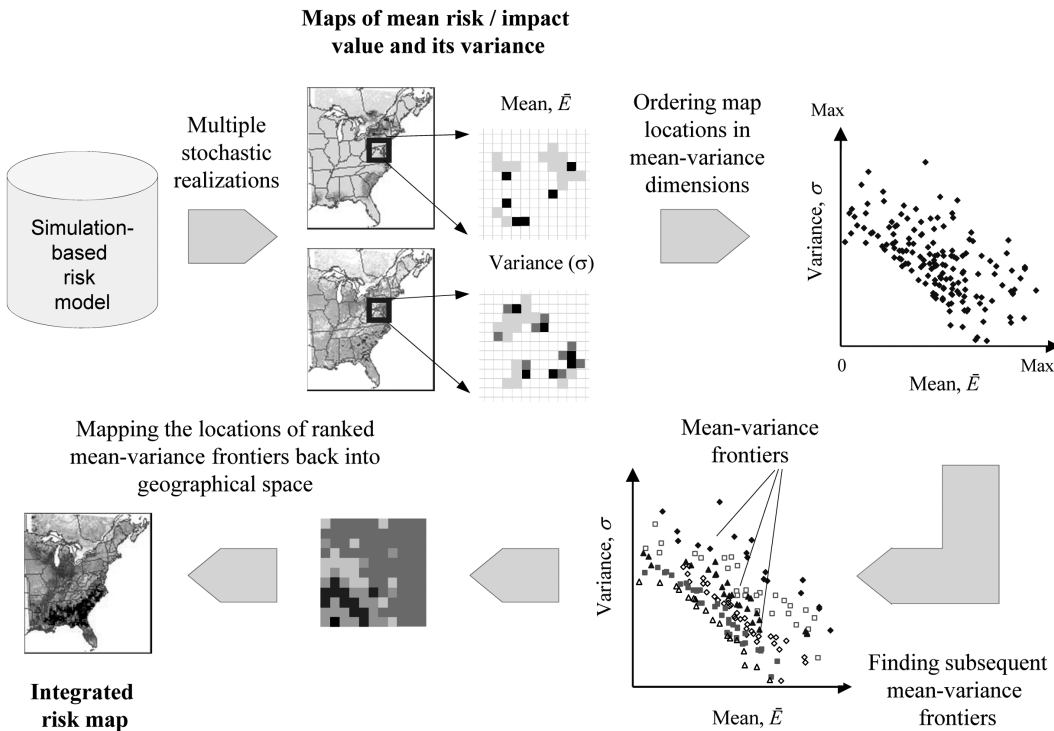 Maps of mean risk / impact
value and its variance
Simulation-
based
risk
model
Multiple
stochastic
realizations
Mean, Ē
Variance (σ)
Ordering map
locations in
mean-variance
dimensions
Max
Variance, σ
0
Max
Mean, Ē
Mapping the locations of ranked
mean-variance frontiers back into
geographical space
Mean-variance
frontiers
Variance, σ
Mean, Ē
Finding subsequent
mean-variance
frontiers
Integrated
risk map